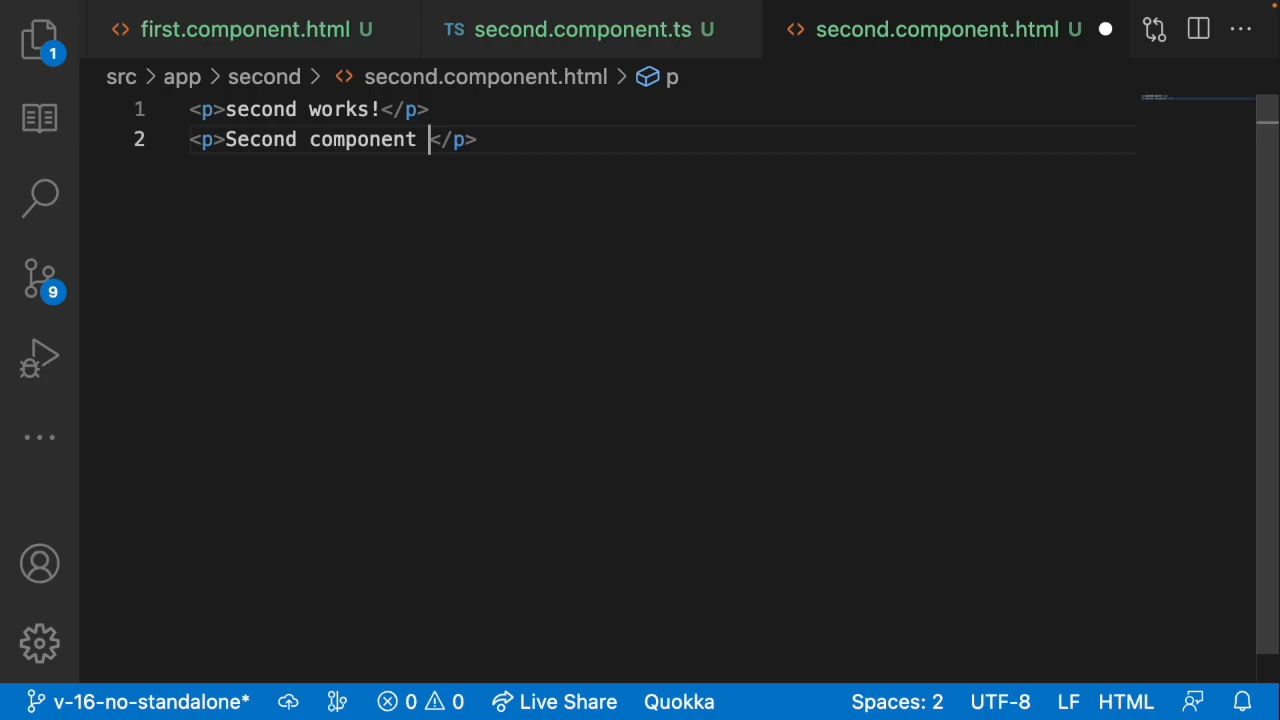 first.component.html U
TS second.component.ts U
second.component.html U
src > app > second > <> second.component.html > p
1 <p>second works!</p>
2 <p>Second component </p>
1
9
v-16-no-standalone*
0 0
Live Share
Quokka
Spaces: 2
UTF-8
LF
HTML